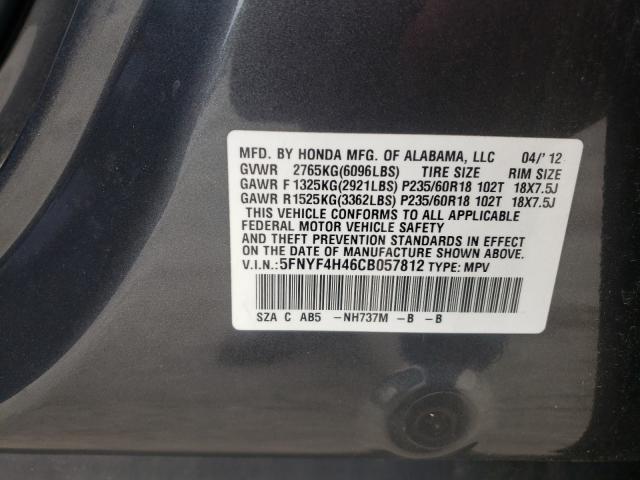 MFD. BY HONDA MFG. OF ALABAMA, LLC 04/'12
GVWR 2765KG(6096LBS) TIRE SIZE RIM SIZE
GAWR F 1325KG(2921LBS) P235/60R18 102T 18X7.5J
GAWR R1525KG(3362LBS) P235/60R18 102T 18X7.5J
THIS VEHICLE CONFORMS TO ALL APPLICABLE
FEDERAL MOTOR VEHICLE SAFETY
AND THEFT PREVENTION STANDARDS IN EFFECT
ON THE DATE OF MANUFACTURE SHOWN ABOVE.
V.I.N.:5FNYF4H46CB057812 TYPE: MPV
SZA C AB5 -NH737M -B -B